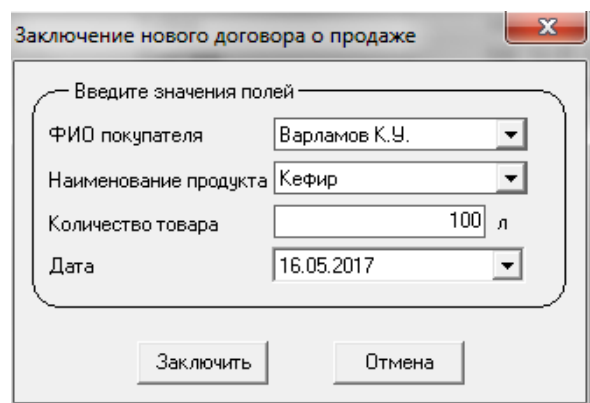 Заключение нового договора о продаже
Введите значения полей
ФИО покупателя Варламов К.У.
Наименование продукта Кефир
Количество товара 100 л
Дата 16.05.2017
Заключить Отмена